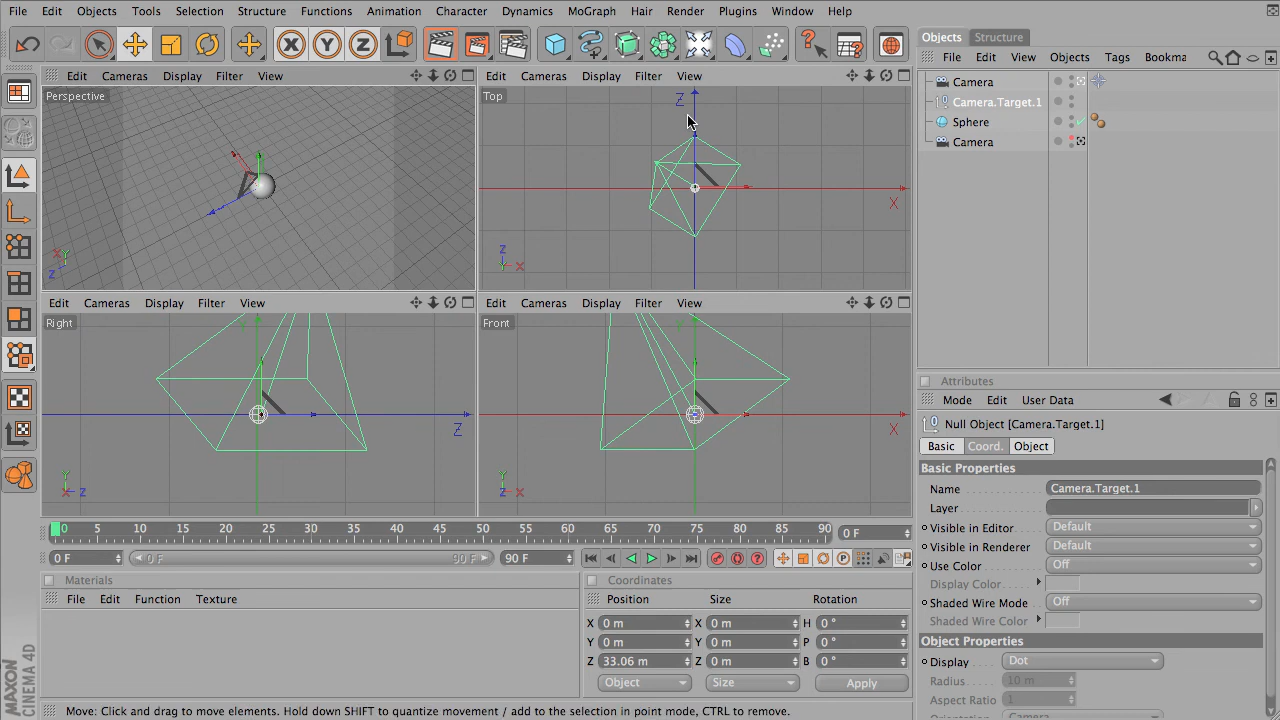 File Edit Objects Tools Selection Structure Functions Animation Character Dynamics MoGraph Hair Render Plugins Window Help
Objects Structure
File Edit View Objects Tags Bookma
Edit Cameras Display Filter View
Edit Cameras Display Filter View
Perspective
Top
Camera
Camera.Target.1
Sphere
Camera
Z
X
X Y
Z
Z
X
Edit Cameras Display Filter View
Edit Cameras Display Filter View
Right
Front
Y
Y
Z
X
Y
X Z
Y
Z X
Attributes
Mode Edit User Data
Null Object [Camera.Target.1]
Basic Coord. Object
Basic Properties
Name Camera.Target.1
Layer
Visible in Editor Default
Visible in Renderer Default
Use Color Off
Display Color
Shaded Wire Mode Off
Shaded Wire Color
Object Properties
Display Dot
Radius 10 m
Aspect Ratio 1
Orientation Camera
0 5 10 15 20 25 30 35 40 45 50 55 60 65 70 75 80 85 90
0 F
0 F 0 F 90 F 90 F
Materials
File Edit Function Texture
Coordinates
Position Size Rotation
X 0 m X 0 m H 0 °
Y 0 m Y 0 m P 0 °
Z 33.06 m Z 0 m B 0 °
Object Size Apply
MAXON
CINEMA 4D
Move: Click and drag to move elements. Hold down SHIFT to quantize movement / add to the selection in point mode, CTRL to remove.